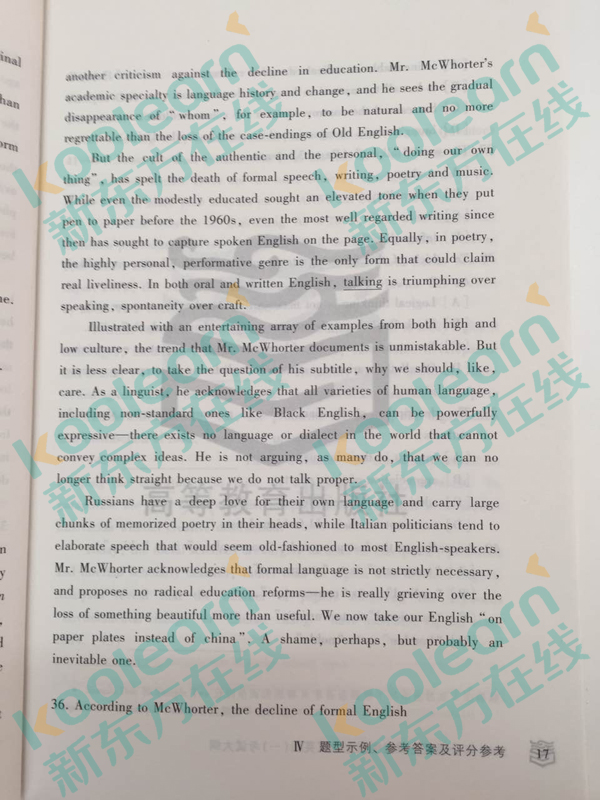 another criticism against the decline in education. Mr. McWhorter's
academic specialty is language history and change, and he sees the gradual
disappearance of "whom", for example, to be natural and no more
regrettable than the loss of the case-endings of Old English.
But the cult of the authentic and the personal, "doing our own
thing", has spelt the death of formal speech, writing, poetry and music.
While even the modestly educated sought an elevated tone when they put
pen to paper before the 1960s, even the most well regarded writing since
then has sought to capture spoken English on the page. Equally, in poetry,
the highly personal, performative genre is the only form that could claim
real liveliness. In both oral and written English, talking is triumphing over
speaking, spontaneity over craft.
Illustrated with an entertaining array of examples from both high and
low culture, the trend that Mr. McWhorter documents is unmistakable. But
it is less clear, to take the question of his subtitle, why we should, like,
care. As a linguist, he acknowledges that all varieties of human language,
including non-standard ones like Black English, can be powerfully
expressive—there exists no language or dialect in the world that cannot
convey complex ideas. He is not arguing, as many do, that we can no
longer think straight because we do not talk proper.
Russians have a deep love for their own language and carry large
chunks of memorized poetry in their heads, while Italian politicians tend to
elaborate speech that would seem old-fashioned to most English-speakers.
Mr. McWhorter acknowledges that formal language is not strictly necessary,
and proposes no radical education reforms—he is really grieving over the
loss of something beautiful more than useful. We now take our English "on
paper plates instead of china". A shame, perhaps, but probably an
inevitable one.
36. According to McWhorter, the decline of formal English
Ⅳ 题型示例、参考答案及评分参考 17
高等教育出版社
Koolearn
新东方在线